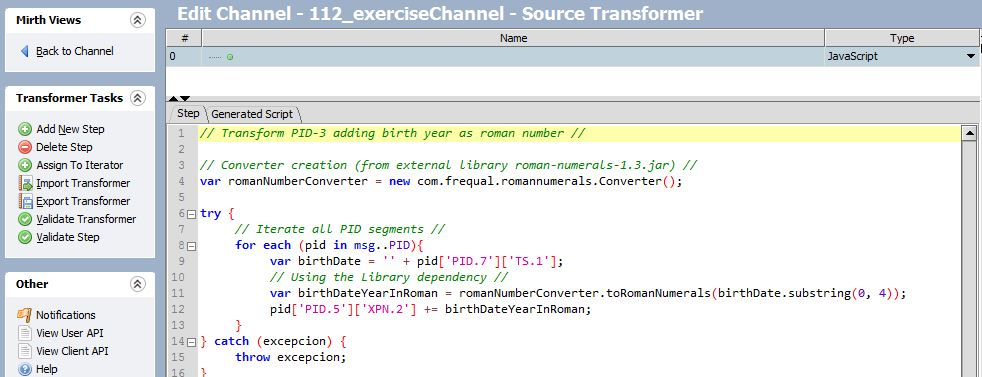 Mirth Views
Back to Channel
Transformer Tasks
Add New Step
Delete Step
Assign To Iterator
Import Transformer
Export Transformer
Validate Transformer
Validate Step
Other
Notifications
View User API
View Client API
Help
Edit Channel - 112_exerciseChannel - Source Transformer
# Name Type
0 JavaScript
Step Generated Script
1 // Transform PID-3 adding birth year as roman number //
2
3 // Converter creation (from external library roman-numerals-1.3.jar) //
4 var romanNumberConverter = new com.frequal.romannumerals.Converter();
5
6 try {
7 // Iterate all PID segments //
8 for each (pid in msg..PID){
9 var birthDate = '' + pid['PID.7']['TS.1'];
10 // Using the Library dependency //
11 var birthDateYearInRoman = romanNumberConverter.toRomanNumerals(birthDate.substring(0, 4));
12 pid['PID.5']['XPN.2'] += birthDateYearInRoman;
13 }
14 } catch (excepcion) {
15 throw excepcion;
16 }